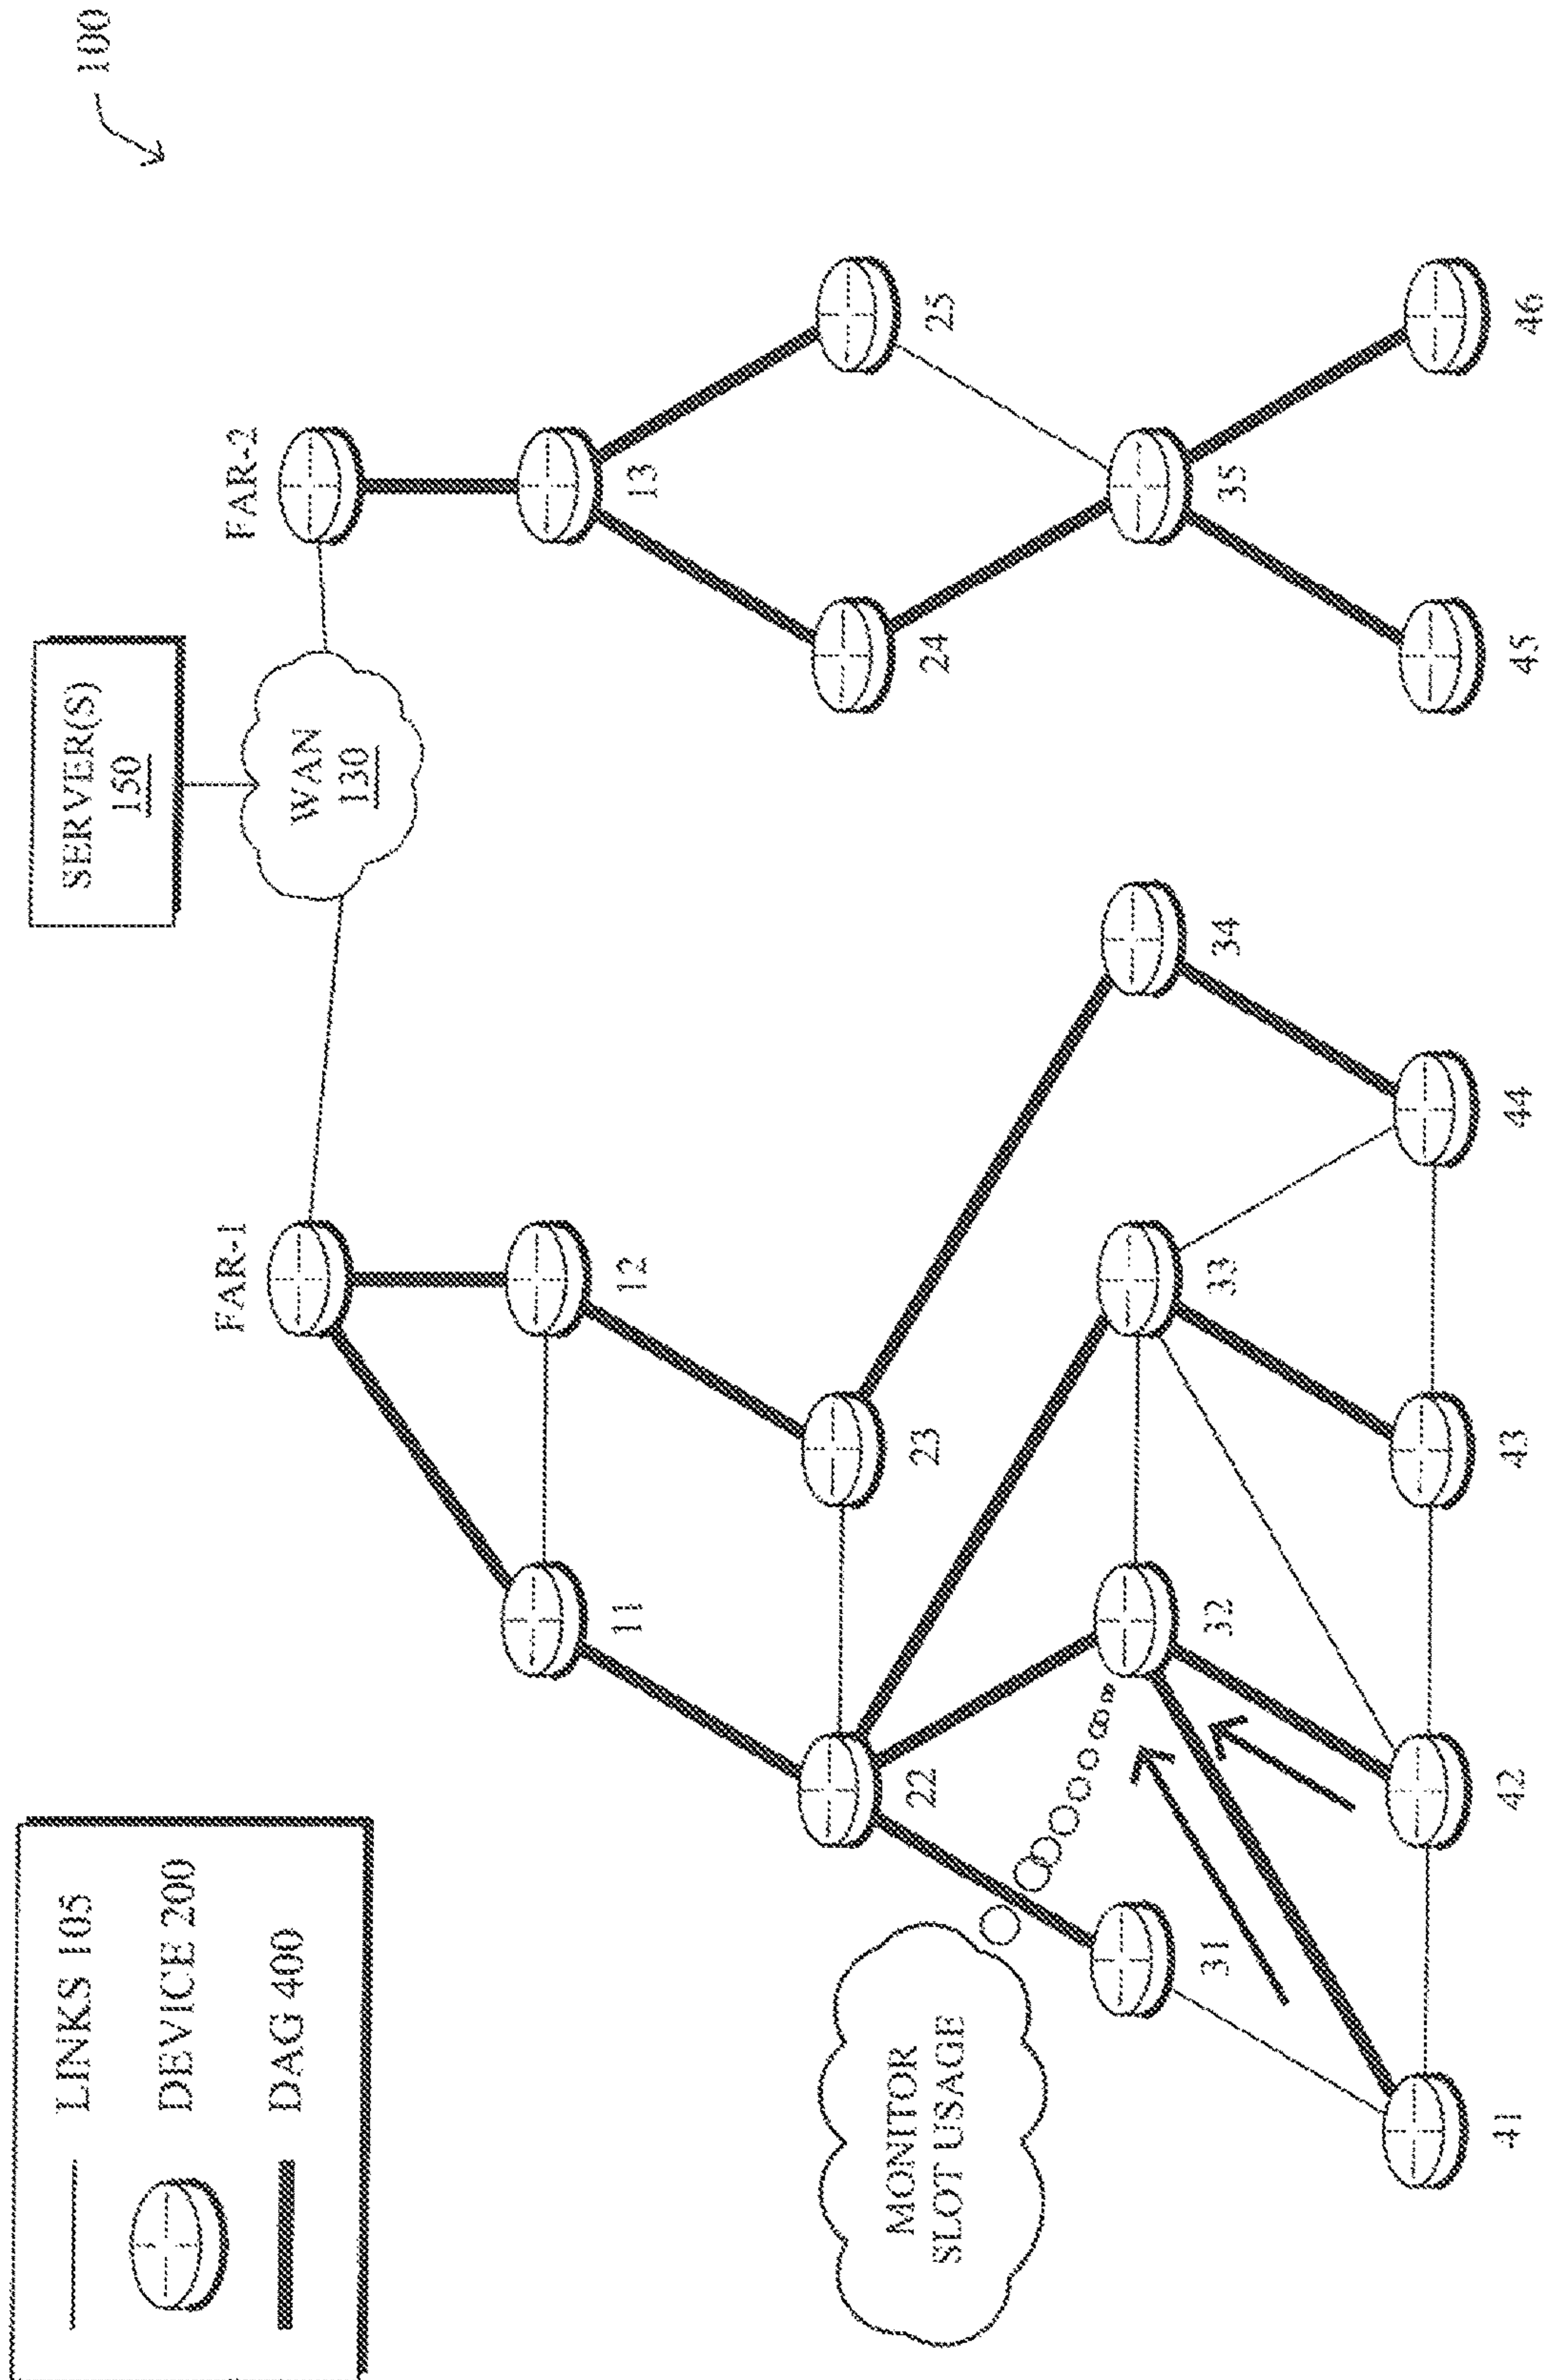 100
SERVER(S)
150
WAN
130
FAR-1
FAR-2
11
12
13
22
23
24
25
31
32
33
34
35
41
42
43
44
45
46
MONITOR
SLOT USAGE
LINKS 105
DEVICE 200
DAG 400